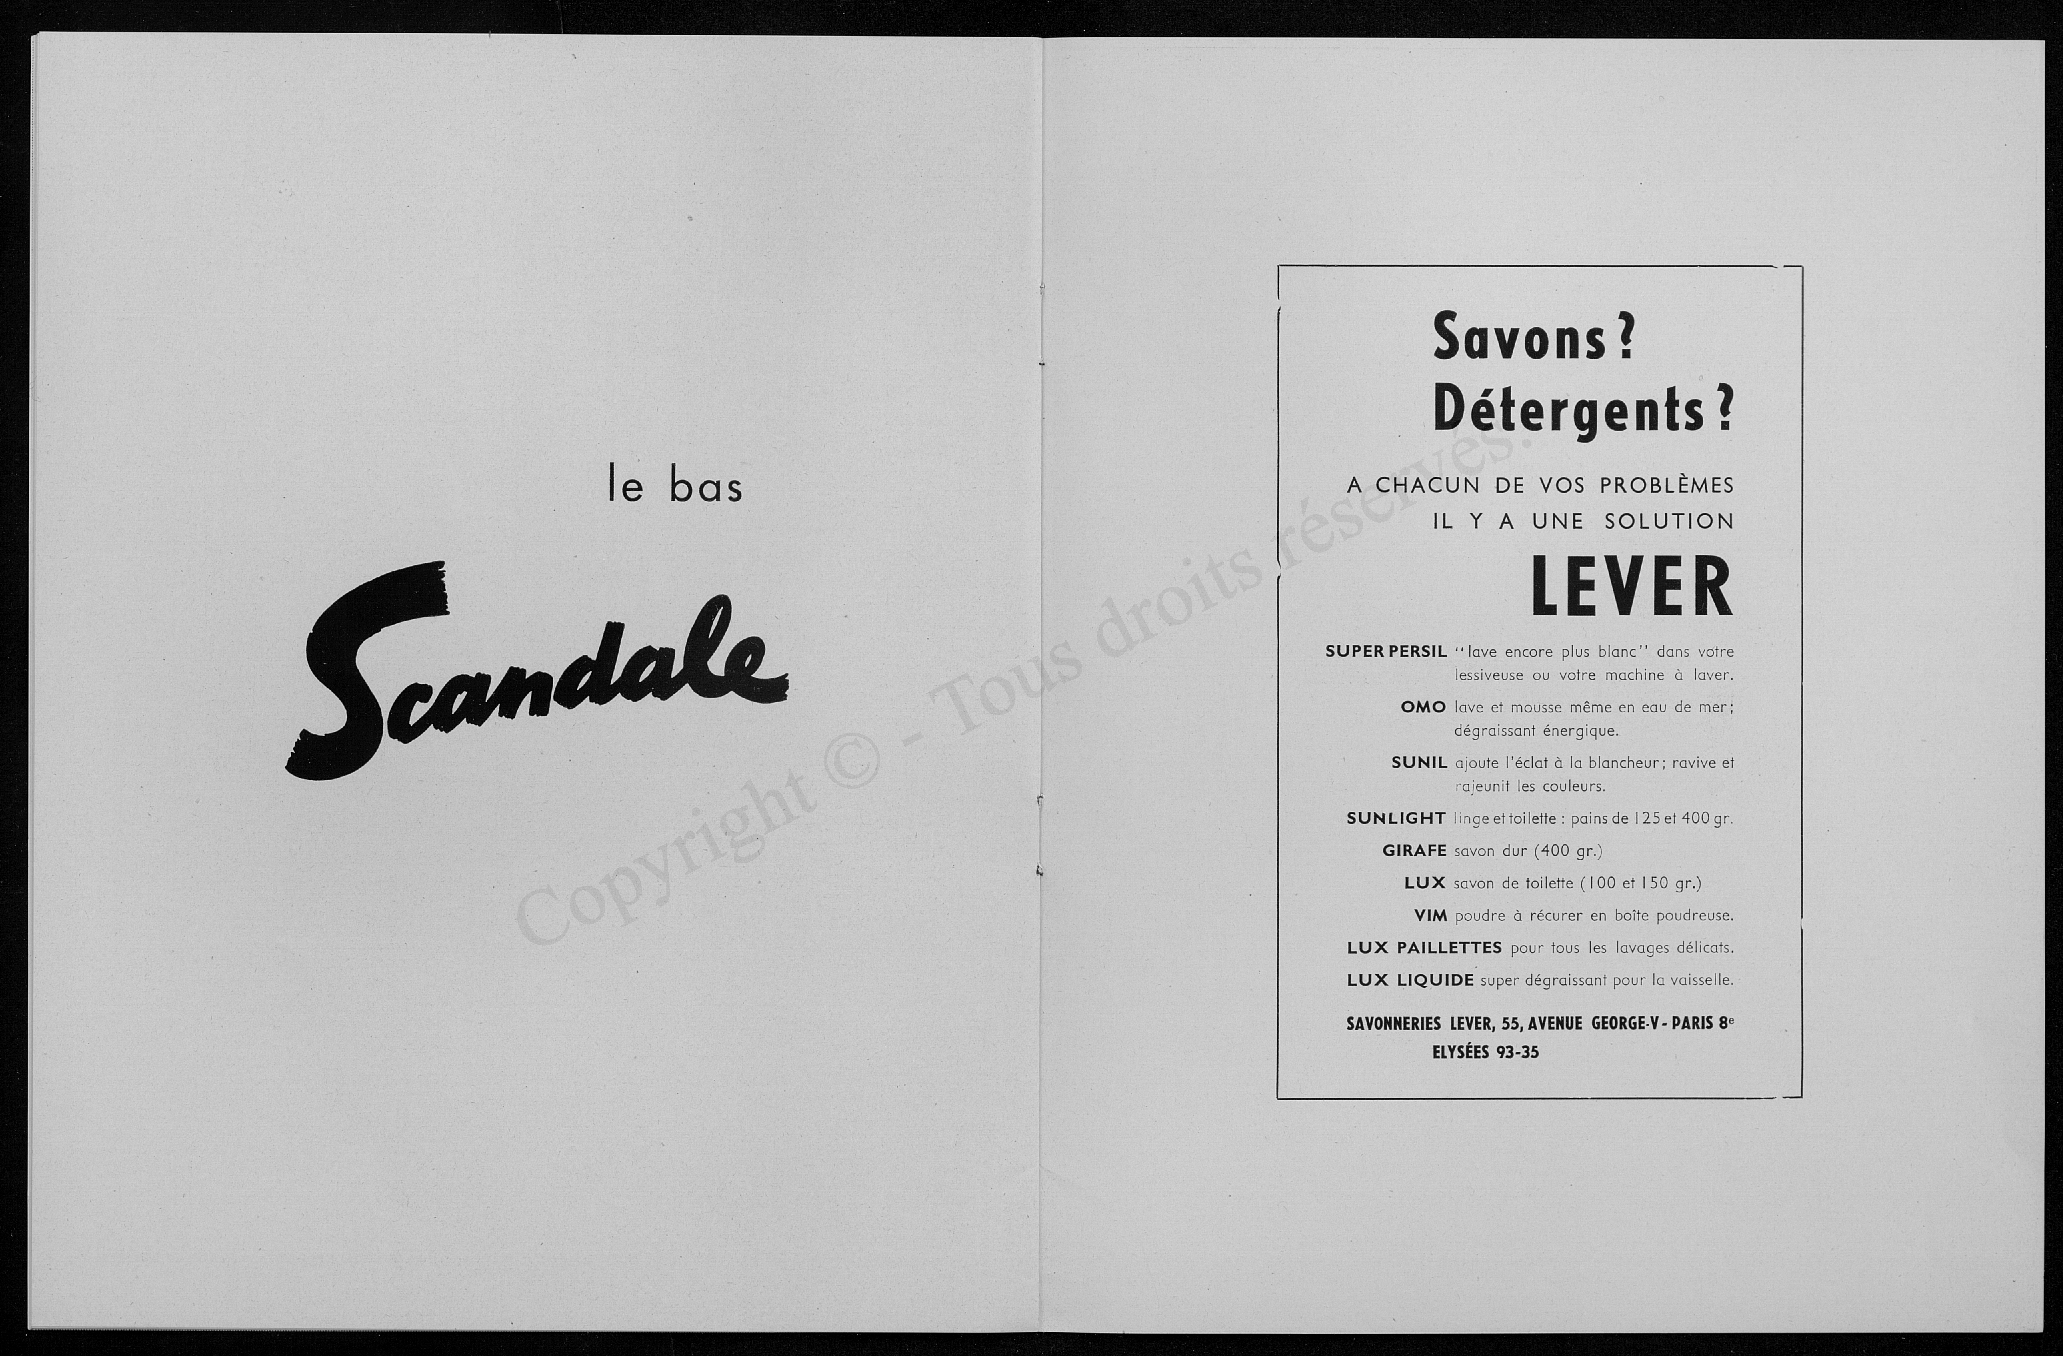 le bas
Scandale
Savons ?
Détergents ?
A CHACUN DE VOS PROBLÈMES
IL Y A UNE SOLUTION
LEVER
SUPER PERSIL "lave encore plus blanc" dans votre
lessiveuse ou votre machine à laver.
OMO lave et mousse même en eau de mer;
dégraissant énergique.
SUNIL ajoute l'éclat à la blancheur; ravive et
rajeunit les couleurs.
SUNLIGHT linge et toilette : pains de 125 et 400 gr.
GIRAFE savon dur (400 gr.)
LUX savon de toilette (100 et 150 gr.)
VIM poudre à récurer en boîte poudreuse.
LUX PAILLETTES pour tous les lavages délicats.
LUX LIQUIDE super dégraissant pour la vaisselle.
SAVONNERIES LEVER, 55, AVENUE GEORGE-V - PARIS 8e
ELYSÉES 93-35
Copyright © - Tous droits réservés.